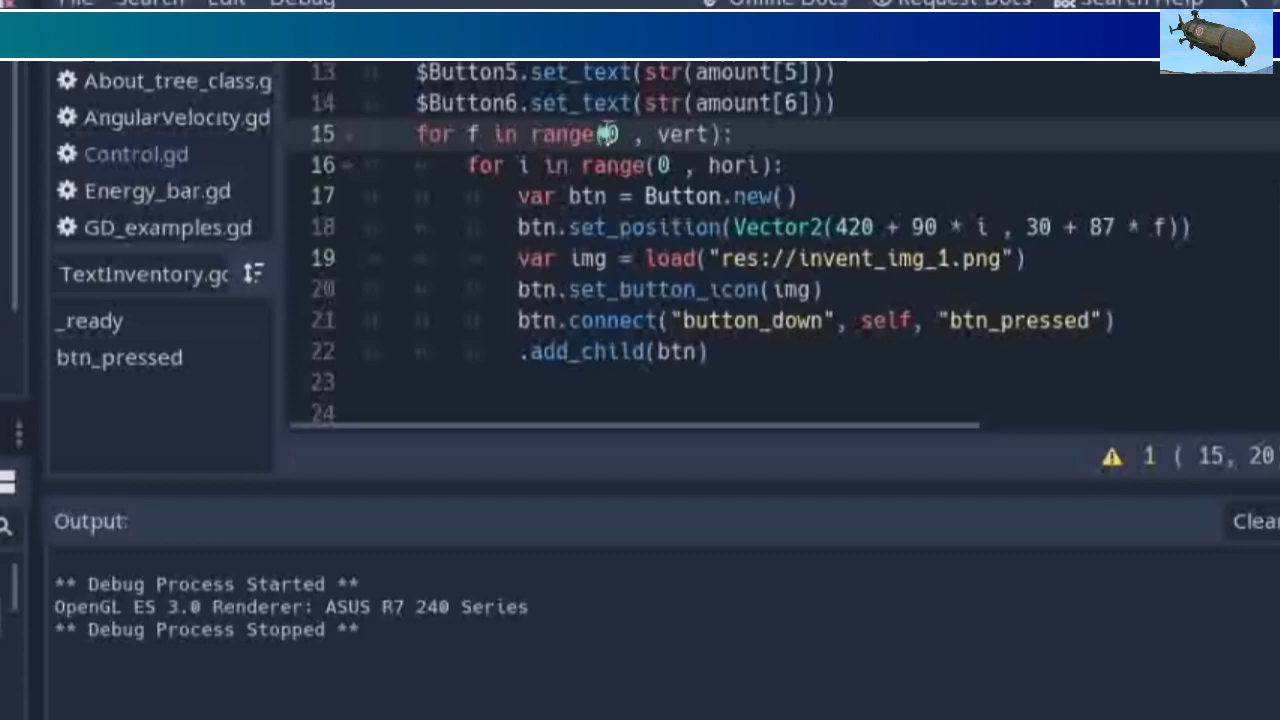 File Search Edit Debug Online Docs Request Docs Search Help
About_tree_class.g
AngularVelocity.gd
Control.gd
Energy_bar.gd
GD_examples.gd
TextInventory.gc
_ready
btn_pressed
13 $Button5.set_text(str(amount[5]))
14 $Button6.set_text(str(amount[6]))
15 for f in range(0 , vert):
16 for i in range(0 , hori):
17 var btn = Button.new()
18 btn.set_position(Vector2(420 + 90 * i , 30 + 87 * f))
19 var img = load("res://invent_img_1.png")
20 btn.set_button_icon(img)
21 btn.connect("button_down", self, "btn_pressed")
22 .add_child(btn)
23
24
1 ( 15, 20
Output:
Clear
** Debug Process Started **
OpenGL ES 3.0 Renderer: ASUS R7 240 Series
** Debug Process Stopped **